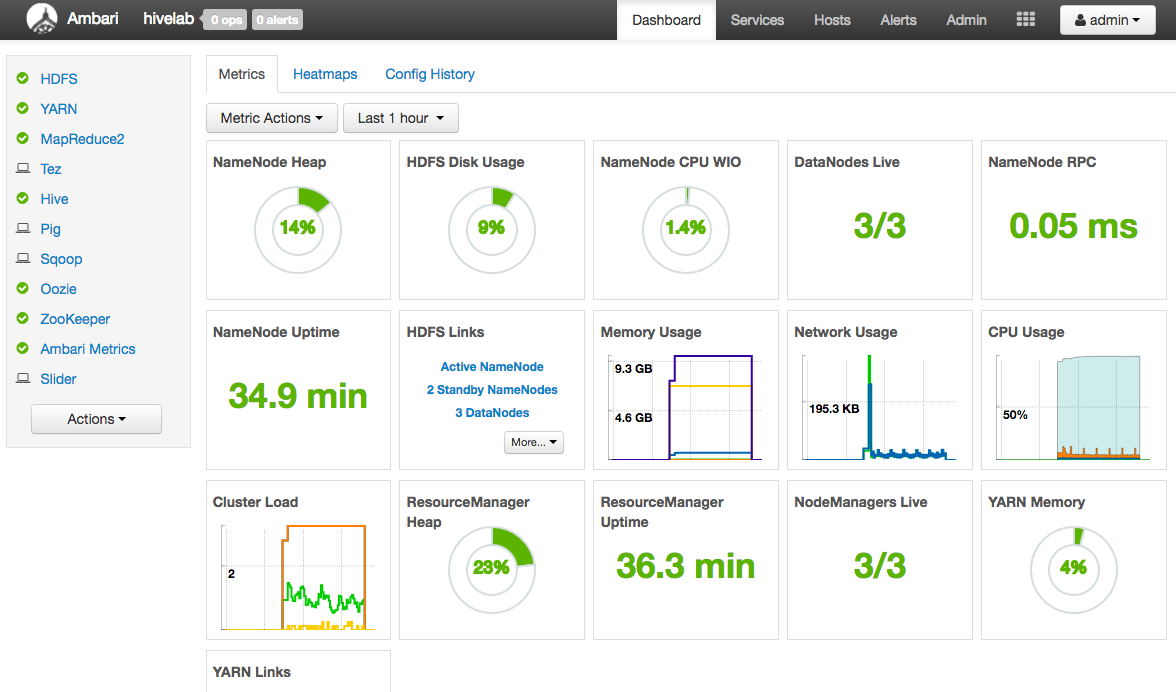 Ambari hivelab 0 ops 0 alerts Dashboard Services Hosts Alerts Admin admin
HDFS
YARN
MapReduce2
Tez
Hive
Pig
Sqoop
Oozie
ZooKeeper
Ambari Metrics
Slider
Actions
Metrics Heatmaps Config History
Metric Actions Last 1 hour
NameNode Heap
14%
HDFS Disk Usage
9%
NameNode CPU WIO
1.4%
DataNodes Live
3/3
NameNode RPC
0.05 ms
NameNode Uptime
34.9 min
HDFS Links
Active NameNode
2 Standby NameNodes
3 DataNodes
More...
Memory Usage
9.3 GB
4.6 GB
Network Usage
195.3 KB
CPU Usage
50%
Cluster Load
2
ResourceManager
Heap
23%
ResourceManager
Uptime
36.3 min
NodeManagers Live
3/3
YARN Memory
4%
YARN Links